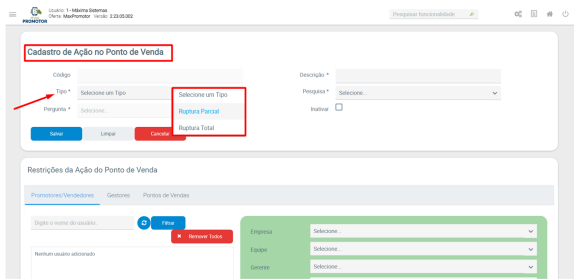 Usuário: 1 - Máxima Sistemas
Cliente: MaxPromotor Versão: 2.23.05.002
PROMOTOR
Pesquisar funcionalidade
Cadastro de Ação no Ponto de Venda
Código
Descrição *
Tipo *
Selecione um Tipo
Pesquisa *
Selecione...
Pergunta *
Selecione...
Inativar
Selecione um Tipo
Ruptura Parcial
Ruptura Total
Salvar
Limpar
Cancelar
Restrições da Ação do Ponto de Venda
Promotores/Vendedores
Gestores
Pontos de Vendas
Digite o nome do usuário...
Filtrar
Remover Todos
Nenhum usuário adicionado
Empresa
Selecione...
Equipe
Selecione...
Gerente
Selecione...